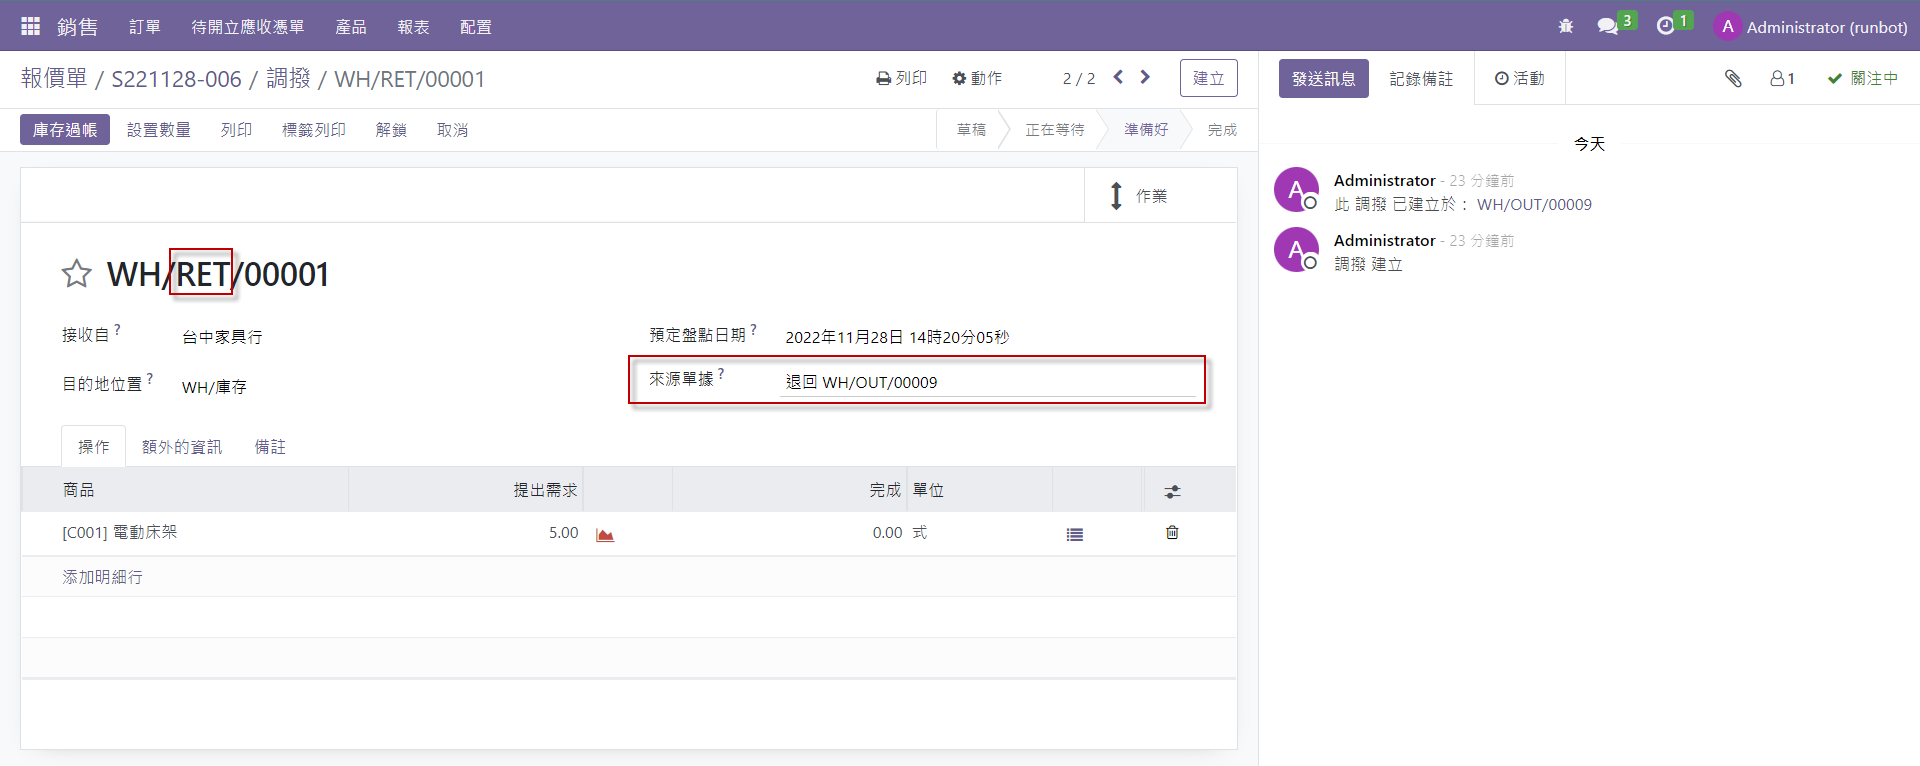 銷售 訂單 待開立應收憑單 產品 報表 配置 3 1 A Administrator (runbot)
報價單 / S221128-006 / 調撥 / WH/RET/00001 列印 動作 2 / 2 建立
發送訊息 記錄備註 活動 1 關注中
庫存過帳 設置數量 列印 標籤列印 解鎖 取消 草稿 正在等待 準備好 完成
作業
WH/RET/00001
接收自 ? 台中家具行
預定盤點日期 ? 2022年11月28日 14時20分05秒
目的地位置 ? WH/庫存
來源單據 ? 退回 WH/OUT/00009
操作 額外的資訊 備註
商品 提出需求 完成 單位
[C001] 電動床架 5.00 0.00 式
添加明細行
今天
A Administrator - 23 分鐘前
此 調撥 已建立於： WH/OUT/00009
A Administrator - 23 分鐘前
調撥 建立